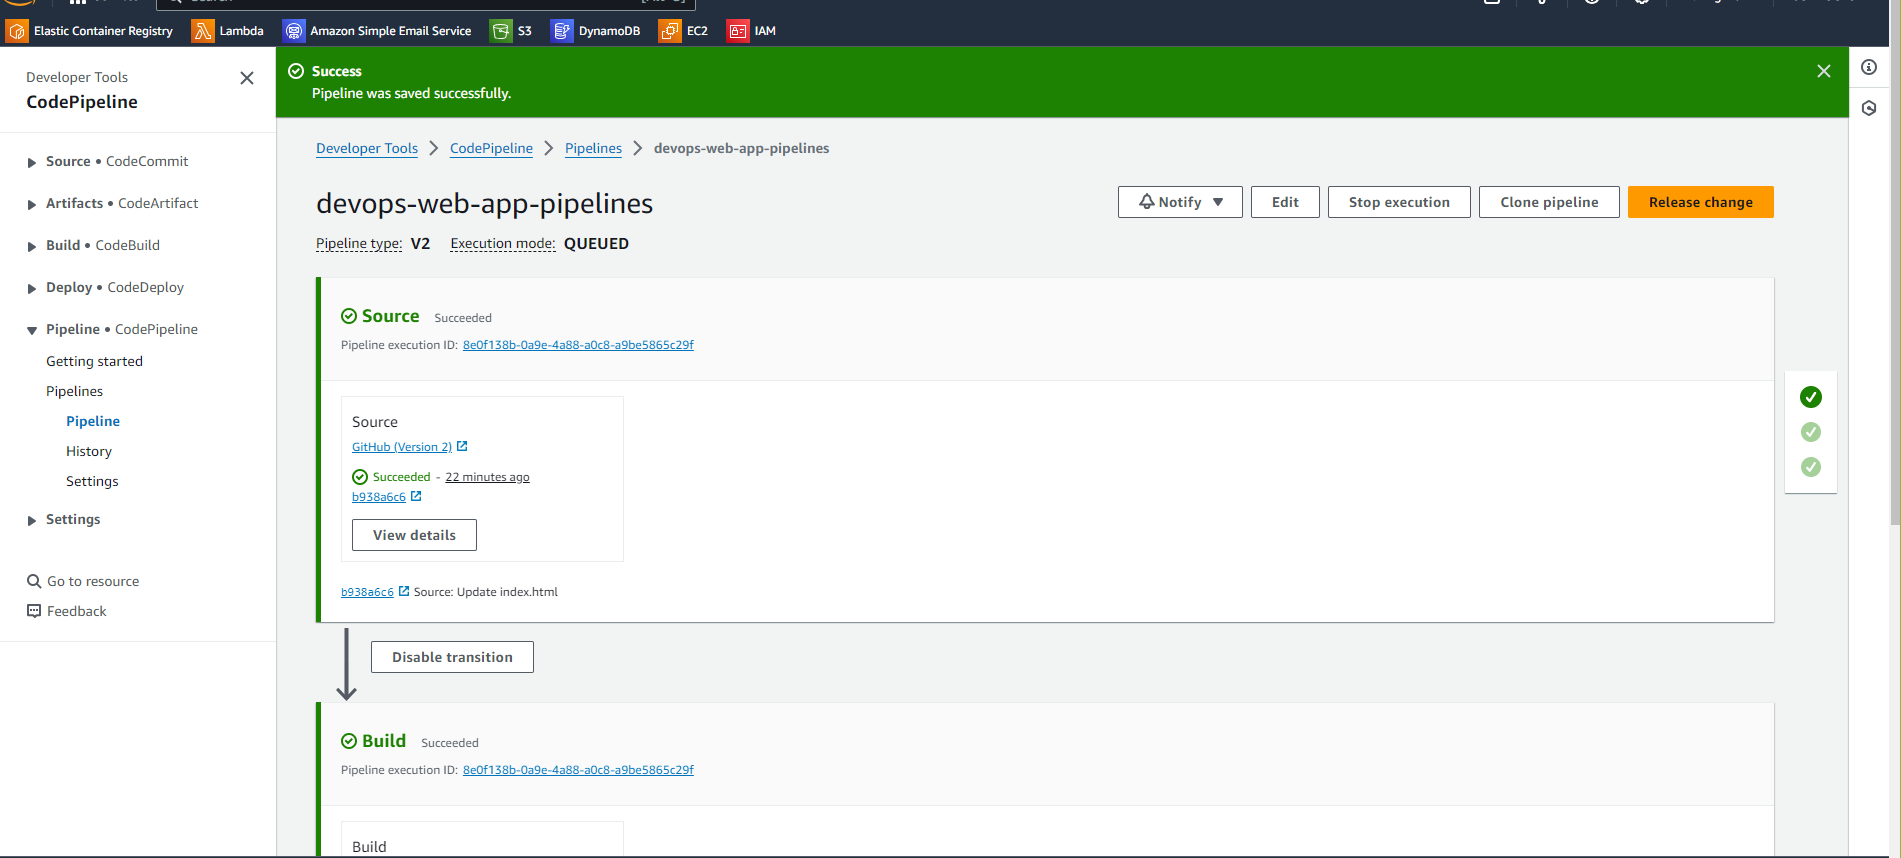 Elastic Container Registry
Lambda
Amazon Simple Email Service
S3
DynamoDB
EC2
IAM
Developer Tools
CodePipeline
Source • CodeCommit
Artifacts • CodeArtifact
Build • CodeBuild
Deploy • CodeDeploy
Pipeline • CodePipeline
Getting started
Pipelines
Pipeline
History
Settings
Settings
Go to resource
Feedback
Success
Pipeline was saved successfully.
Developer Tools
CodePipeline
Pipelines
devops-web-app-pipelines
devops-web-app-pipelines
Notify
Edit
Stop execution
Clone pipeline
Release change
Pipeline type: V2
Execution mode: QUEUED
Source Succeeded
Pipeline execution ID: 8e0f138b-0a9e-4a88-a0c8-a9be5865c29f
Source
GitHub (Version 2)
Succeeded - 22 minutes ago
b938a6c6
View details
b938a6c6 Source: Update index.html
Disable transition
Build Succeeded
Pipeline execution ID: 8e0f138b-0a9e-4a88-a0c8-a9be5865c29f
Build